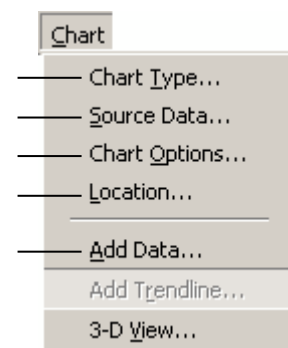 Chart
Chart Type...
Source Data...
Chart Options...
Location...
Add Data...
Add Trendline...
3-D View...